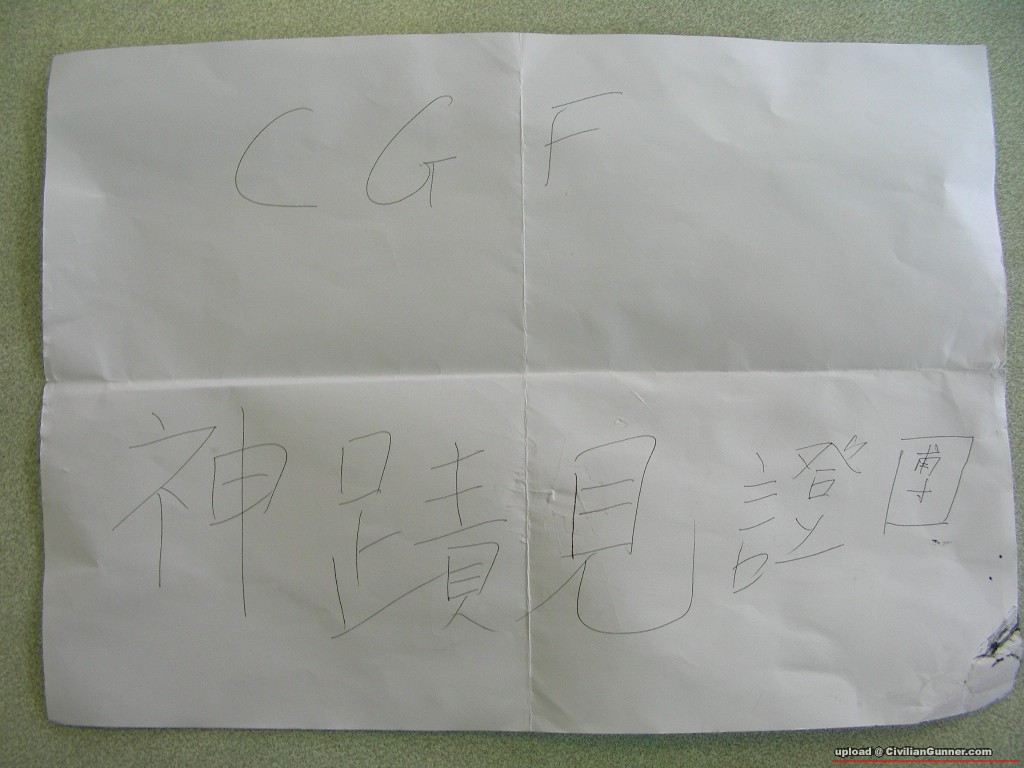 CGF
神蹟見證團
upload @ CivilianGunner.com